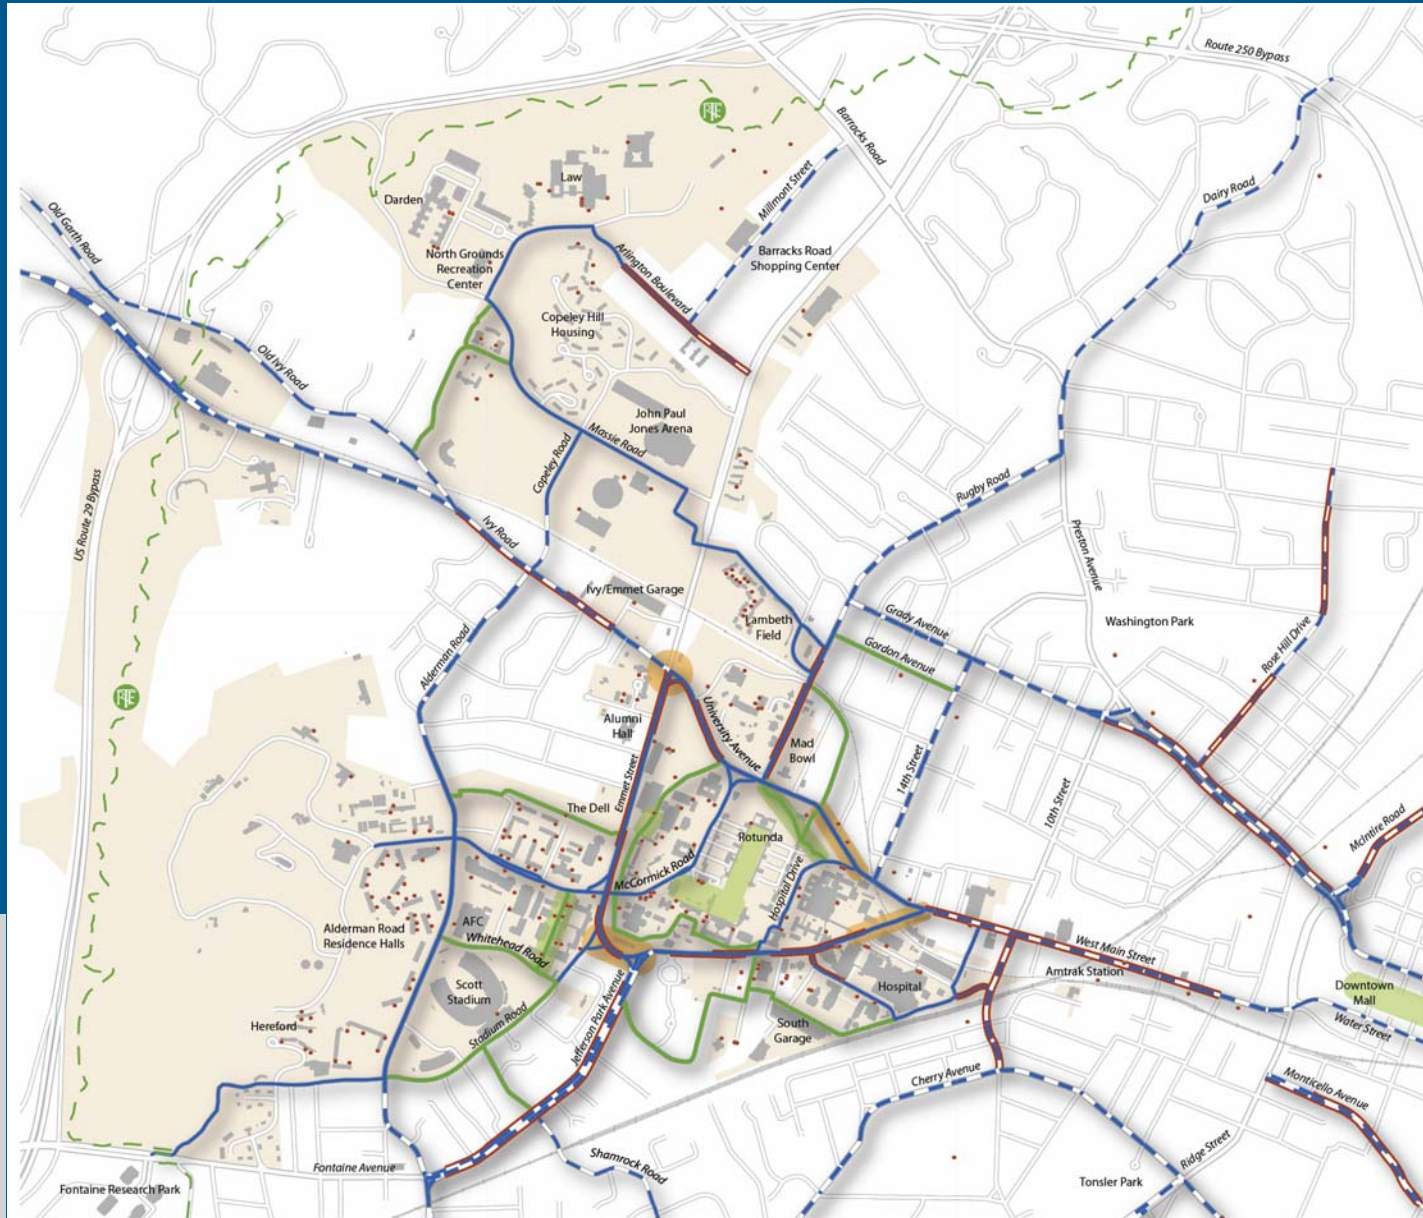 Route 250 Bypass
Barracks Road
Law
Millmont Street
Darden
Dairy Road
Old Garth Road
North Grounds
Recreation
Center
Arlington Boulevard
Barracks Road
Shopping Center
Copeley Hill
Housing
Old Ivy Road
John Paul
Jones Arena
Massie Road
Copeley Road
Rugby Road
US Route 29 Bypass
Ivy Road
Preston Avenue
Ivy/Emmet Garage
Grady Avenue
Lambeth
Field
Washington Park
Gordon Avenue
Rose Hill Drive
Alderman Road
University Avenue
Alumni
Hall
Mad
Bowl
Emmet Street
14th Street
The Dell
10th Street
Rotunda
McIntire Road
McCormick Road
Hospital Drive
AFC
Alderman Road
Residence Halls
Whitehead Road
West Main Street
Amtrak Station
Scott
Stadium
Hospital
Downtown
Mall
Jefferson Park Avenue
Hereford
Stadium Road
South
Garage
Water Street
Cherry Avenue
Monticello Avenue
Ridge Street
Shamrock Road
Fontaine Avenue
Tonsler Park
Fontaine Research Park